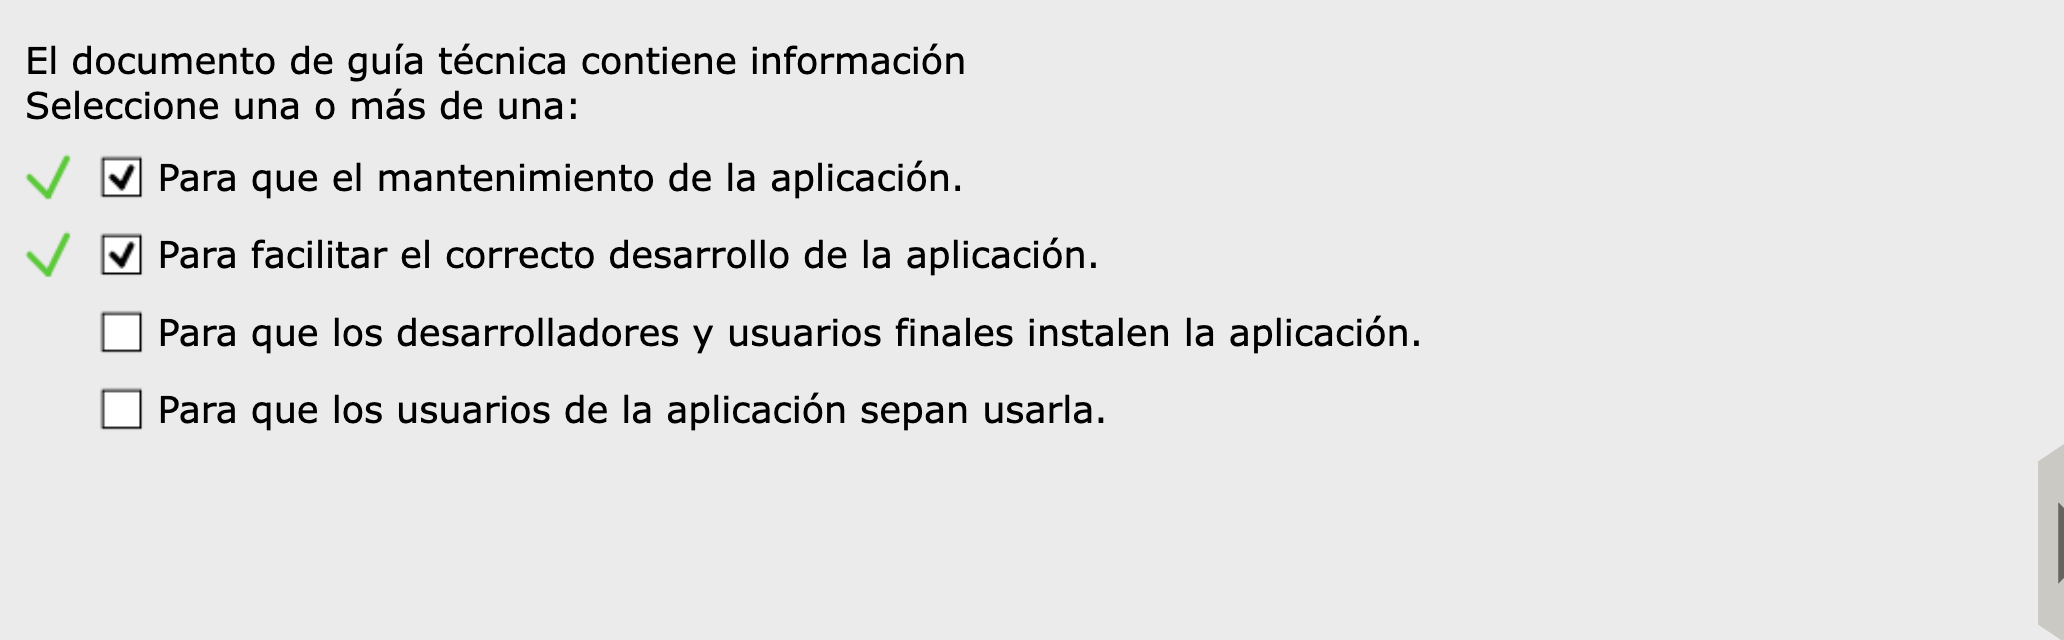 El documento de guía técnica contiene información
Seleccione una o más de una:
Para que el mantenimiento de la aplicación.
Para facilitar el correcto desarrollo de la aplicación.
Para que los desarrolladores y usuarios finales instalen la aplicación.
Para que los usuarios de la aplicación sepan usarla.